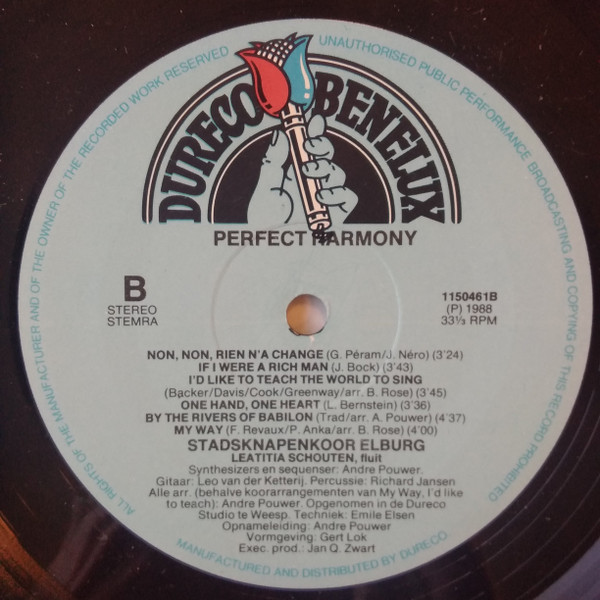 ALL RIGHTS OF THE MANUFACTURER AND OF THE OWNER OF THE RECORDED WORK RESERVED
UNAUTHORISED PUBLIC PERFORMANCE BROADCASTING AND COPYING OF THIS RECORD PROHIBITED
DURECO BENELUX
PERFECT HARMONY
B
STEREO
STEMRA
1150461B
(P) 1988
33⅓ RPM
NON, NON, RIEN N'A CHANGE (G. Péram/J. Néro) (3'24)
IF I WERE A RICH MAN (J. Bock) (3'43)
I'D LIKE TO TEACH THE WORLD TO SING
(Backer/Davis/Cook/Greenway/arr. B. Rose) (3'45)
ONE HAND, ONE HEART (L. Bernstein) (3'36)
BY THE RIVERS OF BABILON (Trad/arr. A. Pouwer) (4'37)
MY WAY (F. Revaux/P. Anka/arr. B. Rose) (4'00)
STADSKNAPENKOOR ELBURG
LEATITIA SCHOUTEN, fluit
Synthesizers en sequenser: Andre Pouwer.
Gitaar: Leo van der Ketterij. Percussie: Richard Jansen
Alle arr. (behalve koorarrangementen van My Way, I'd like
to teach): Andre Pouwer. Opgenomen in de Dureco
Studio te Weesp. Techniek: Emile Elsen
Opnameleiding: Andre Pouwer
Vormgeving: Gert Lok
Exec. prod.: Jan Q. Zwart
MANUFACTURED AND DISTRIBUTED BY DURECO